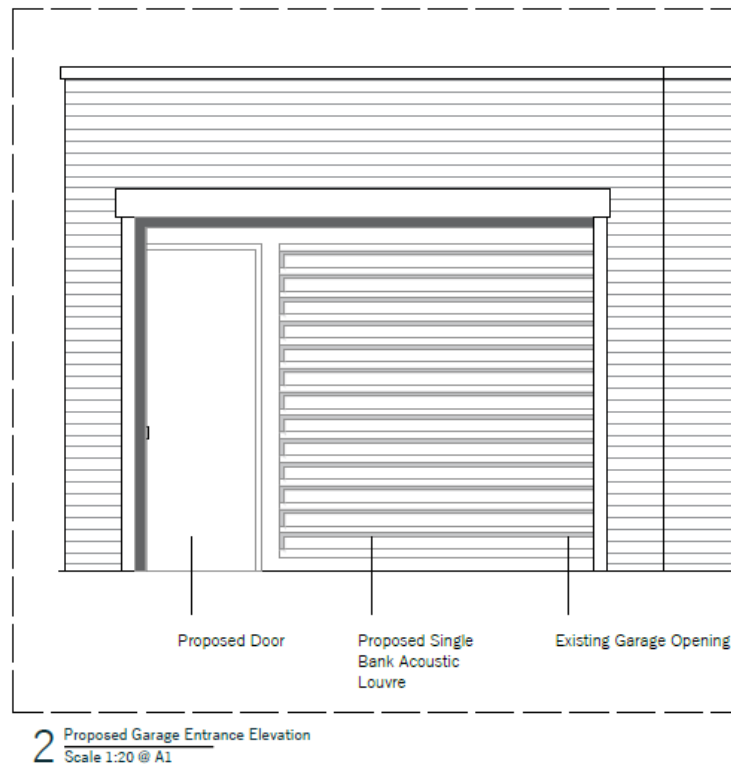 Proposed Door
Proposed Single
Bank Acoustic
Louvre
Existing Garage Opening
2
Proposed Garage Entrance Elevation
Scale 1:20 @ A1